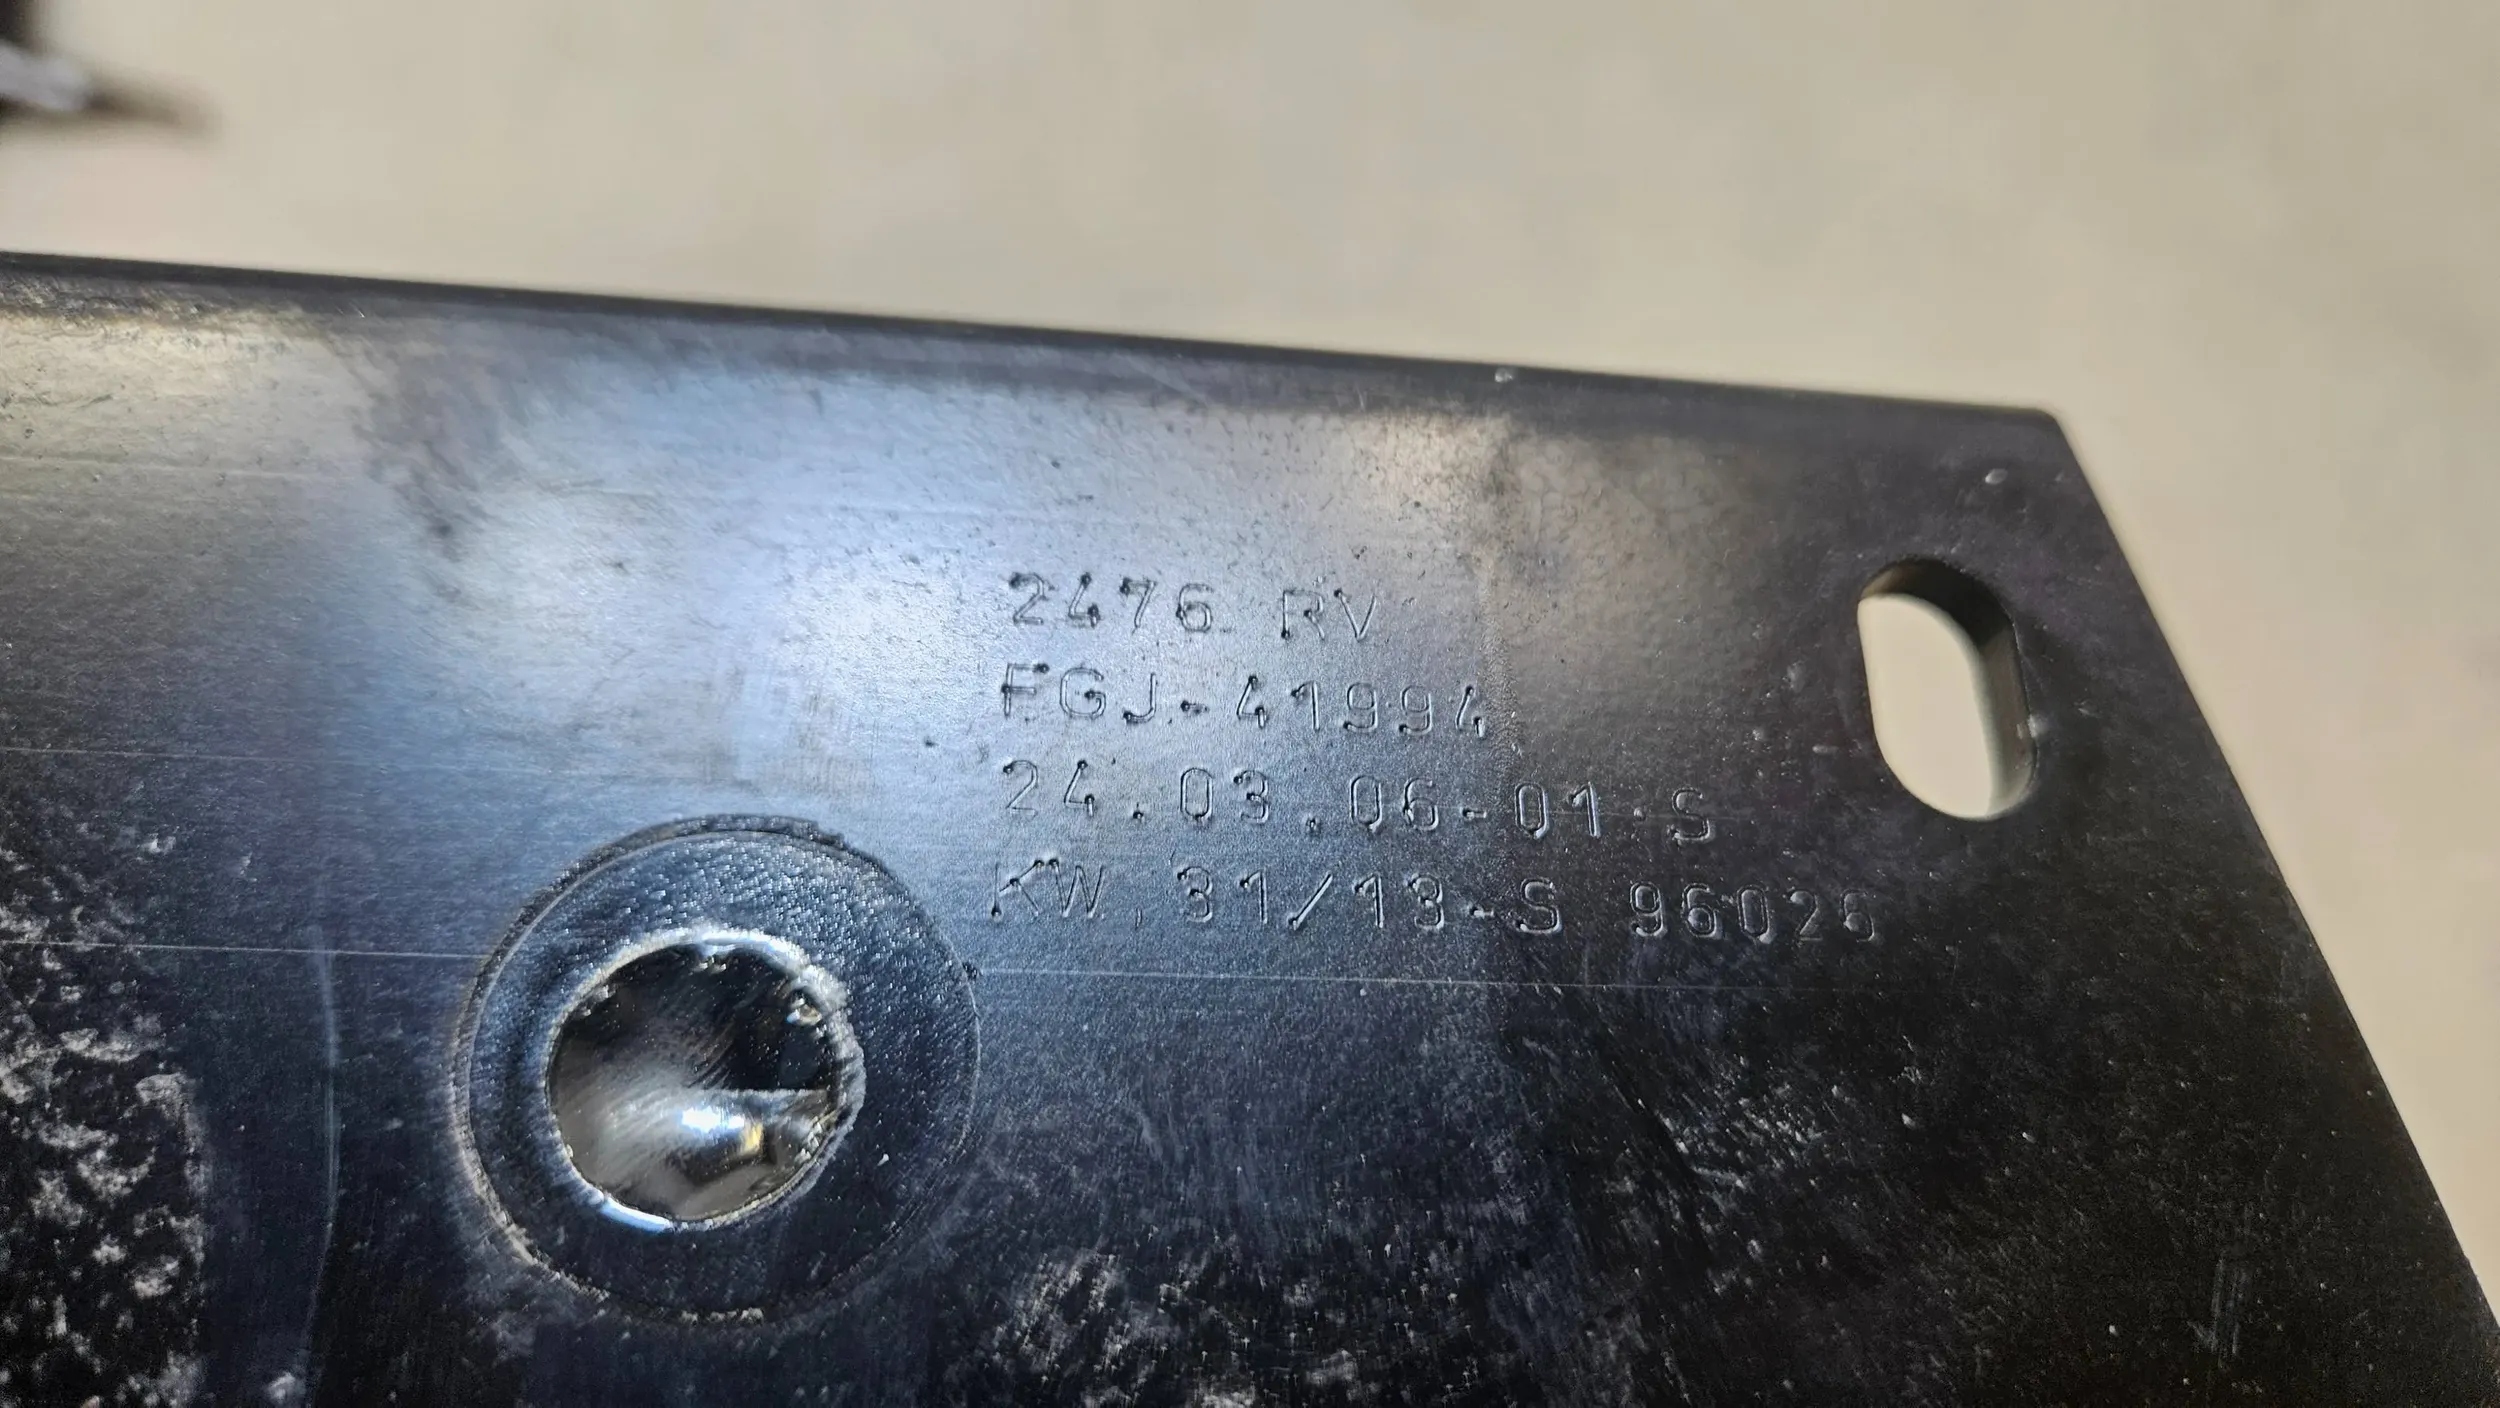 2476 RV
FGJ-41994
24.03.06-01-S
KW 31/13-S 96026